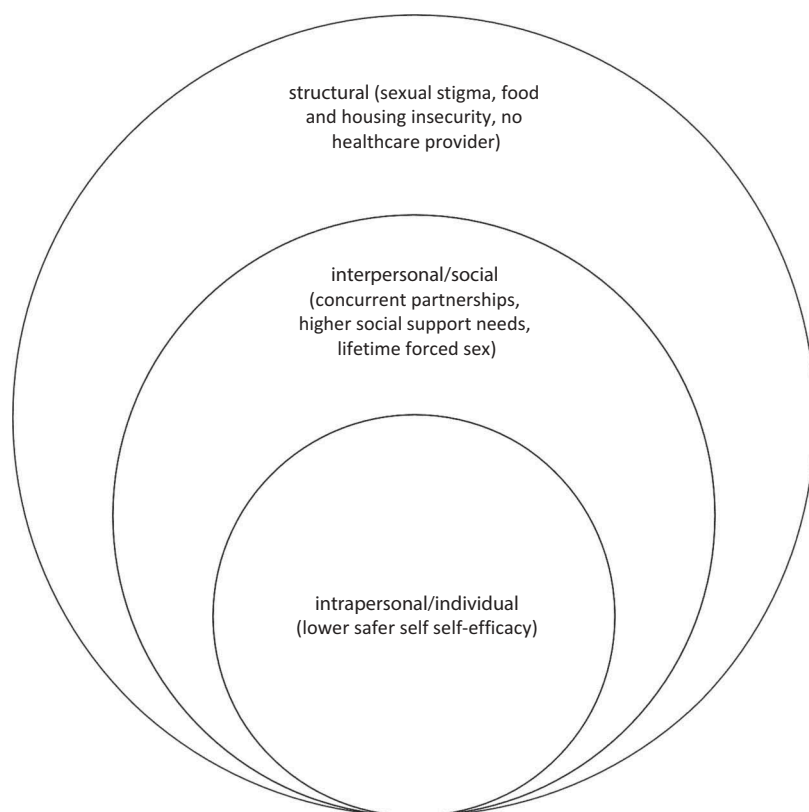 structural (sexual stigma, food
and housing insecurity, no
healthcare provider)
interpersonal/social
(concurrent partnerships,
higher social support needs,
lifetime forced sex)
intrapersonal/individual
(lower safer self self-efficacy)